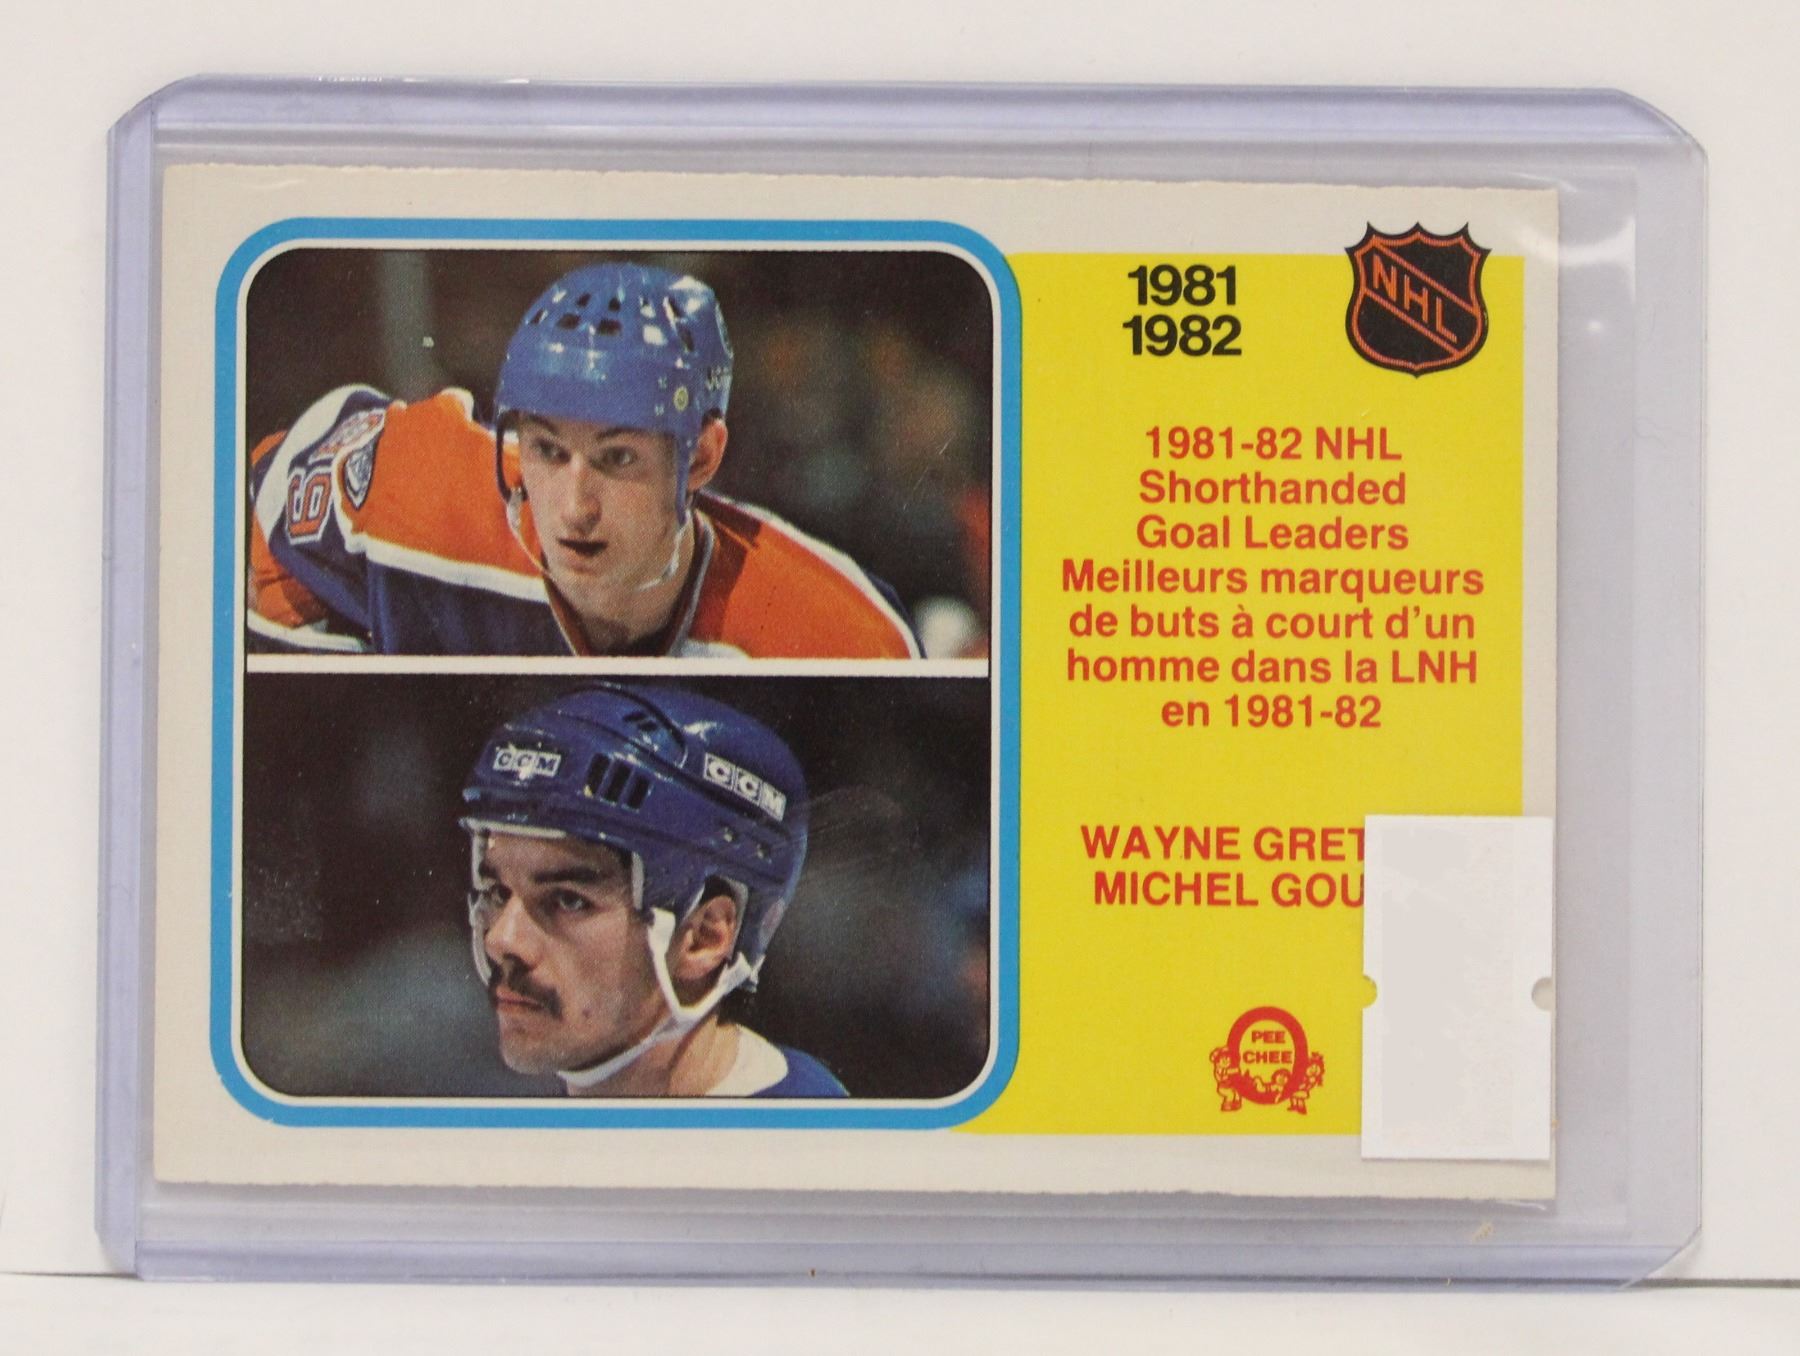 1981
1982
NHL
1981-82 NHL
Shorthanded
Goal Leaders
Meilleurs marqueurs
de buts à court d'un
homme dans la LNH
en 1981-82
WAYNE GRET
MICHEL GOU
PEE
CHEE
CCM
CCM